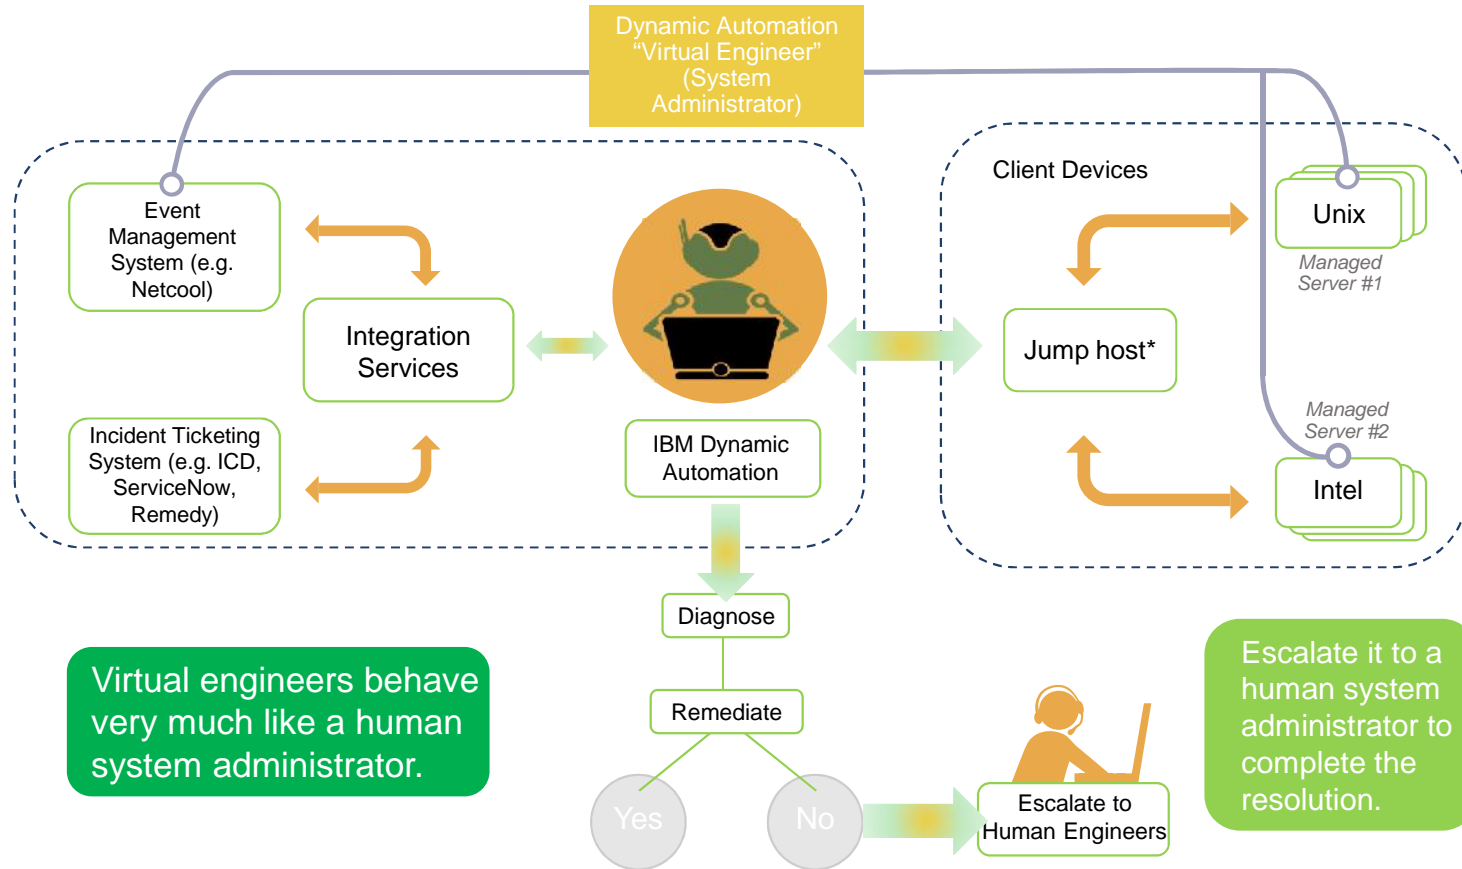 Dynamic Automation
“Virtual Engineer”
(System
Administrator)
Event
Management
System (e.g.
Netcool)
Integration
Services
Incident Ticketing
System (e.g. ICD,
ServiceNow,
Remedy)
IBM Dynamic
Automation
Client Devices
Jump host*
Unix
Managed
Server #1
Managed
Server #2
Intel
Diagnose
Remediate
Yes
No
Escalate to
Human Engineers
Virtual engineers behave
very much like a human
system administrator.
Escalate it to a
human system
administrator to
complete the
resolution.